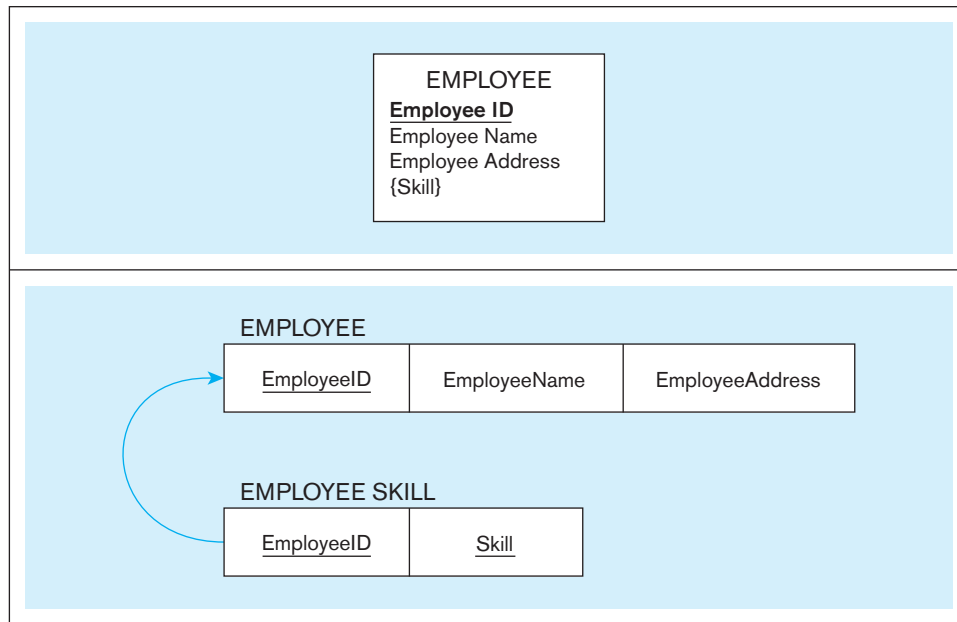 EMPLOYEE
Employee ID
Employee Name
Employee Address
{Skill}
EMPLOYEE
EmployeeID EmployeeName EmployeeAddress
EMPLOYEE SKILL
EmployeeID Skill